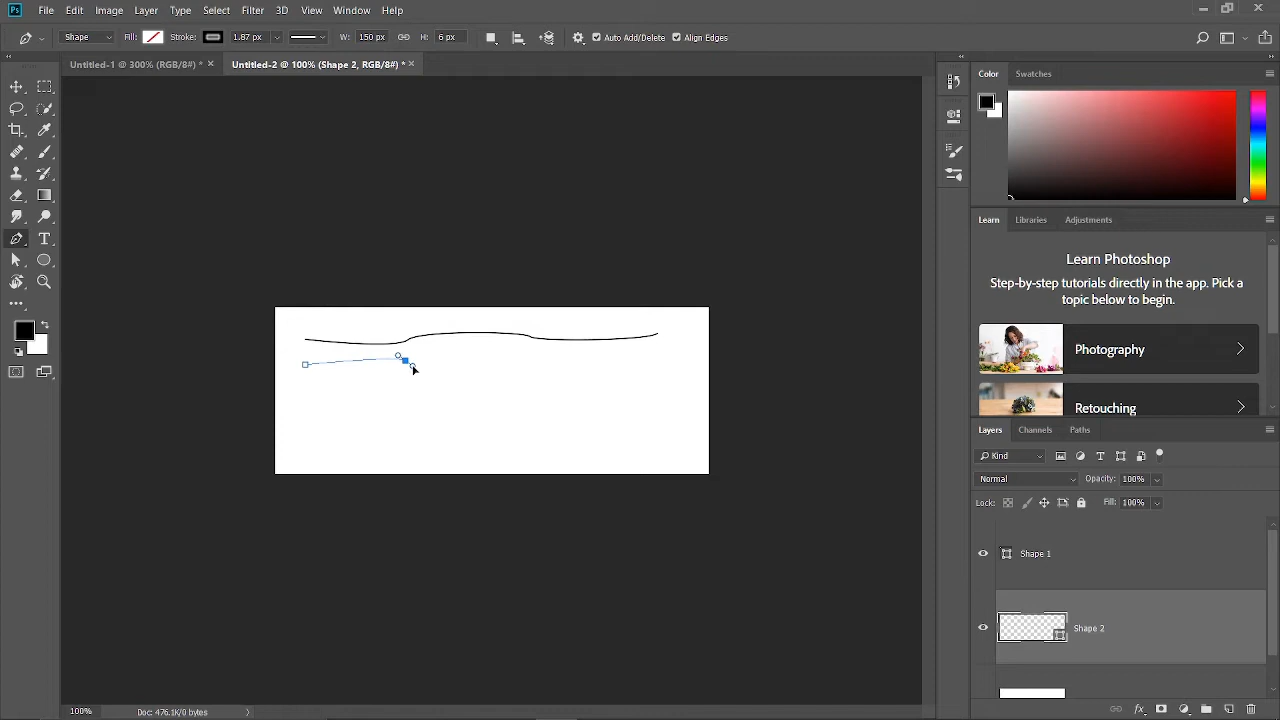 Ps File Edit Image Layer Type Select Filter 3D View Window Help
Shape Fill: Stroke: 1.87 px W: 150 px H: 6 px Auto Add/Delete Align Edges
Untitled-1 @ 300% (RGB/8#) * Untitled-2 @ 100% (Shape 2, RGB/8#) *
Color Swatches
Learn Libraries Adjustments
Learn Photoshop
Step-by-step tutorials directly in the app. Pick a
topic below to begin.
Photography
Retouching
Layers Channels Paths
Kind
Normal Opacity: 100%
Lock: Fill: 100%
Shape 1
Shape 2
100% Doc: 476.1K/0 bytes